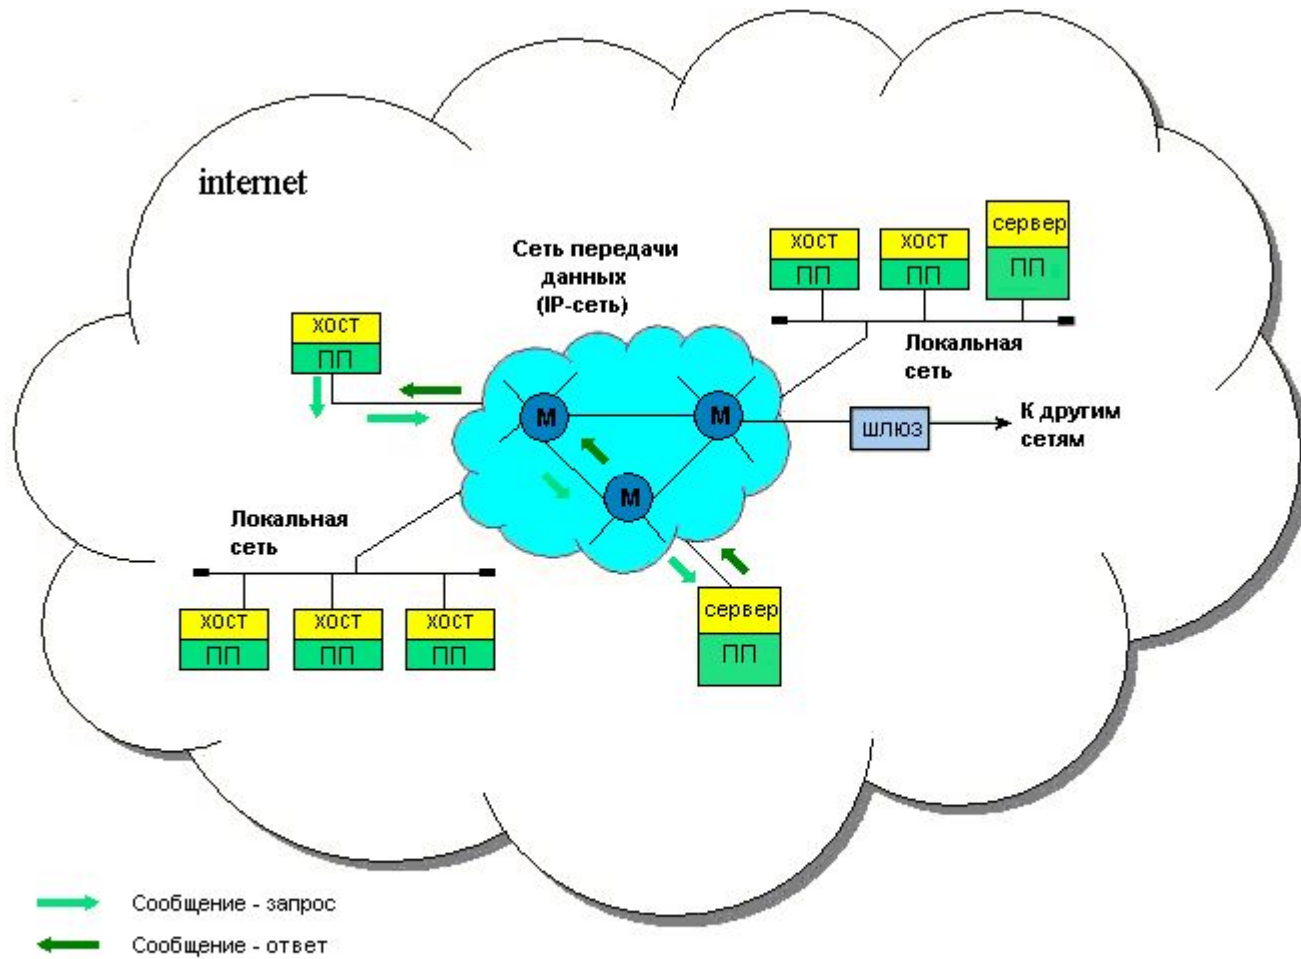 internet
Сеть передачи
данных
(IP-сеть)
хост
ПП
хост
ПП
сервер
ПП
Локальная
сеть
хост
ПП
М
М
М
шлюз
К другим
сетям
Локальная
сеть
хост
ПП
хост
ПП
хост
ПП
сервер
ПП
Сообщение - запрос
Сообщение - ответ